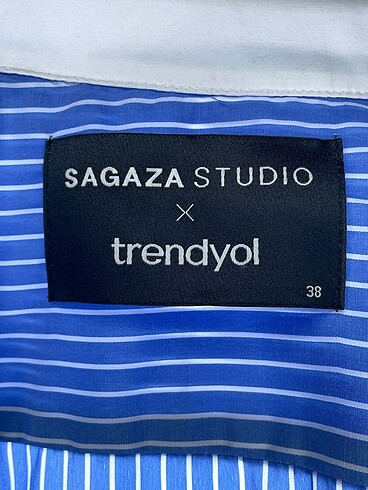 SAGAZA STUDIO
×
trendyol
38